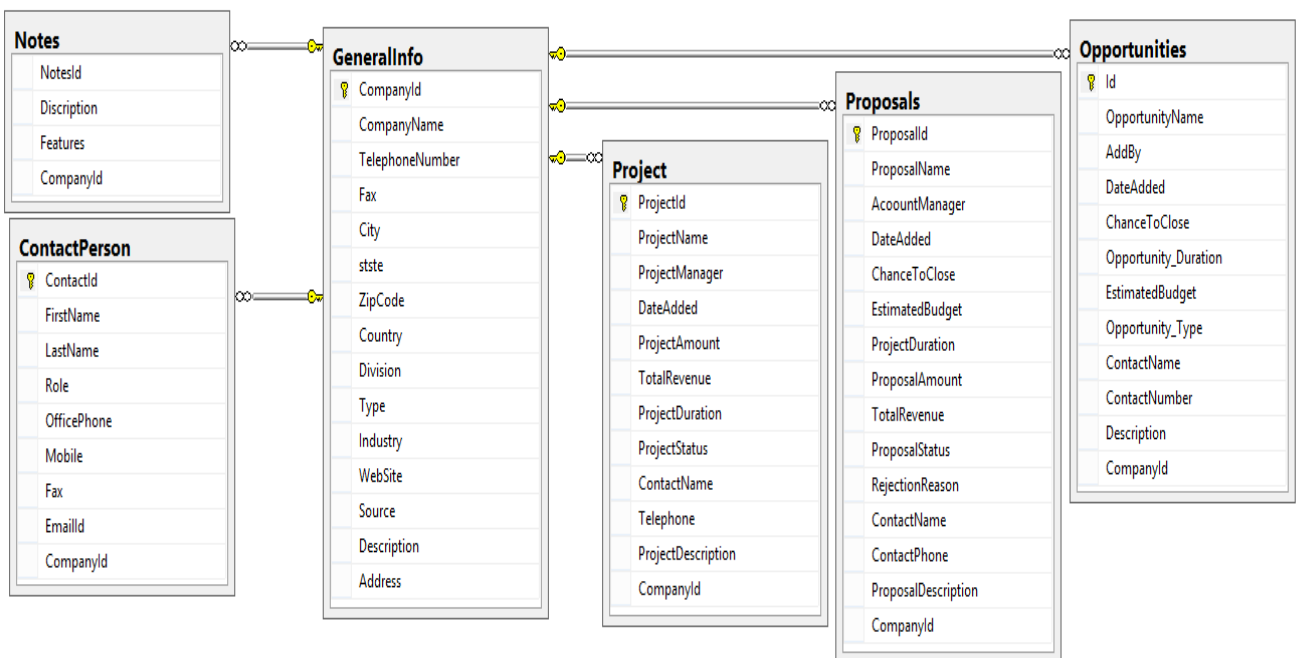 Notes
NotesId
Discription
Features
CompanyId
ContactPerson
ContactId
FirstName
LastName
Role
OfficePhone
Mobile
Fax
EmailId
CompanyId
GeneralInfo
CompanyId
CompanyName
TelephoneNumber
Fax
City
stste
ZipCode
Country
Division
Type
Industry
WebSite
Source
Description
Address
Project
ProjectId
ProjectName
ProjectManager
DateAdded
ProjectAmount
TotalRevenue
ProjectDuration
ProjectStatus
ContactName
Telephone
ProjectDescription
CompanyId
Proposals
ProposalId
ProposalName
AcoountManager
DateAdded
ChanceToClose
EstimatedBudget
ProjectDuration
ProposalAmount
TotalRevenue
ProposalStatus
RejectionReason
ContactName
ContactPhone
ProposalDescription
CompanyId
Opportunities
Id
OpportunityName
AddBy
DateAdded
ChanceToClose
Opportunity_Duration
EstimatedBudget
Opportunity_Type
ContactName
ContactNumber
Description
CompanyId